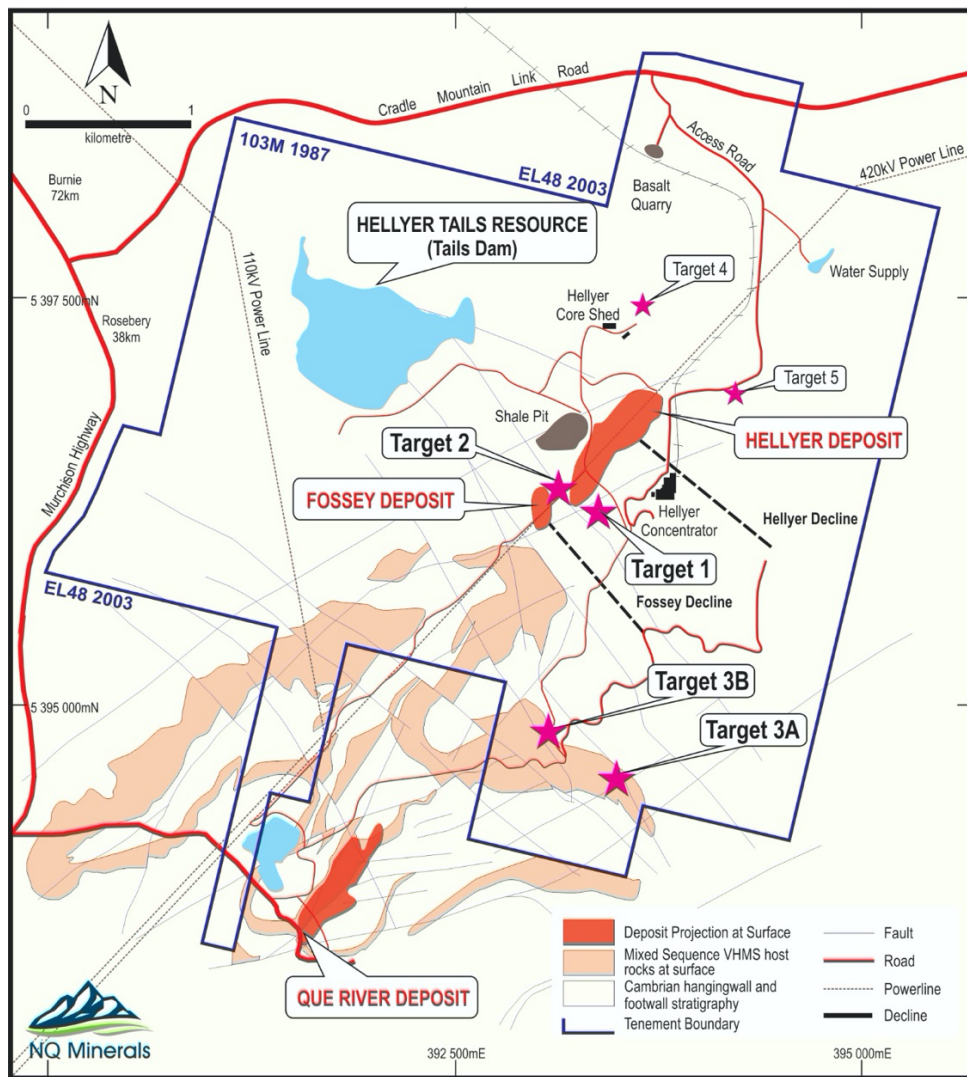 N
0
1
kilometre
Cradle Mountain Link Road
103M 1987
EL48 2003
Access Road
420kV Power Line
Burnie
72km
Basalt
Quarry
HELLYER TAILS RESOURCE
(Tails Dam)
Target 4
Water Supply
110kV Power Line
5 397 500mN
Hellyer
Core Shed
Rosebery
38km
Target 5
Murchison Highway
Shale Pit
Target 2
HELLYER DEPOSIT
FOSSEY DEPOSIT
Hellyer
Concentrator
Hellyer Decline
Target 1
EL48 2003
Fossey Decline
Target 3B
5 395 000mN
Target 3A
QUE RIVER DEPOSIT
Deposit Projection at Surface
Mixed Sequence VHMS host
rocks at surface
Cambrian hangingwall and
footwall stratigraphy
Tenement Boundary
Fault
Road
Powerline
Decline
NQ Minerals
392 500mE
395 000mE